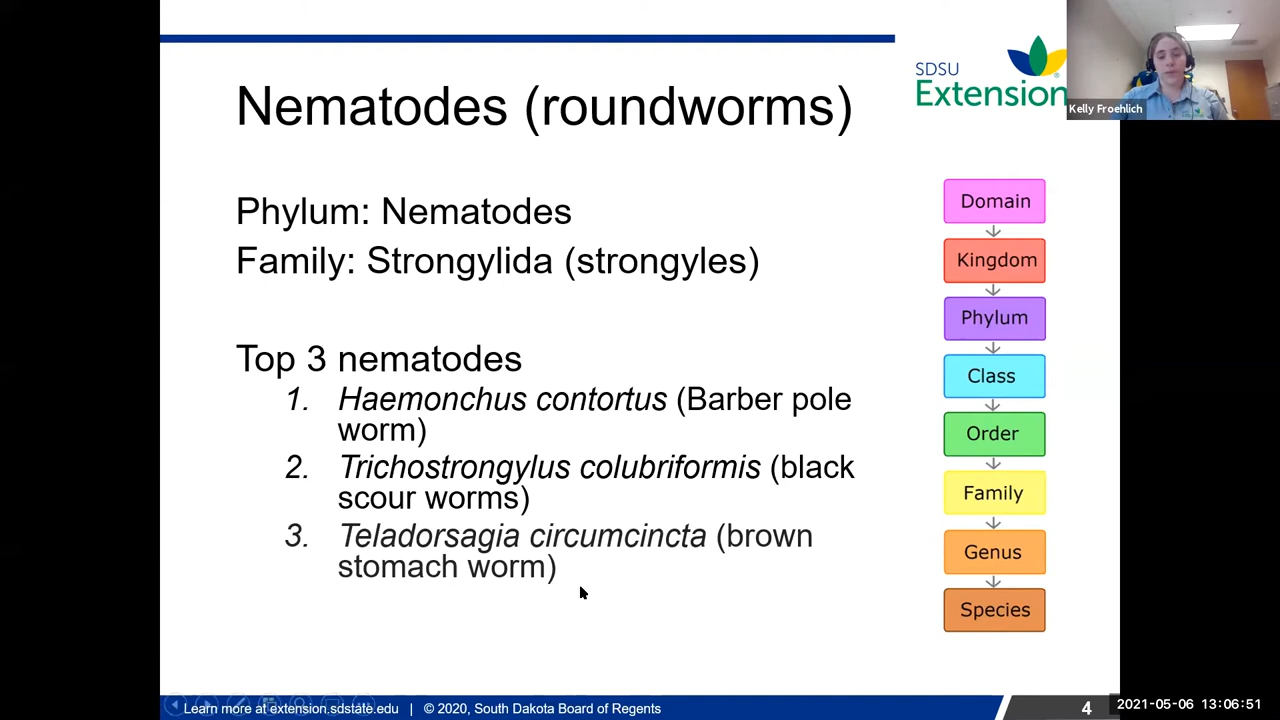 SDSU
Extension
Kelly Froehlich
Nematodes (roundworms)
Phylum: Nematodes
Family: Strongylida (strongyles)
Top 3 nematodes
1. Haemonchus contortus (Barber pole
worm)
2. Trichostrongylus colubriformis (black
scour worms)
3. Teladorsagia circumcincta (brown
stomach worm)
Domain
Kingdom
Phylum
Class
Order
Family
Genus
Species
Learn more at extension.sdstate.edu | © 2020, South Dakota Board of Regents
4
2021-05-06 13:06:51